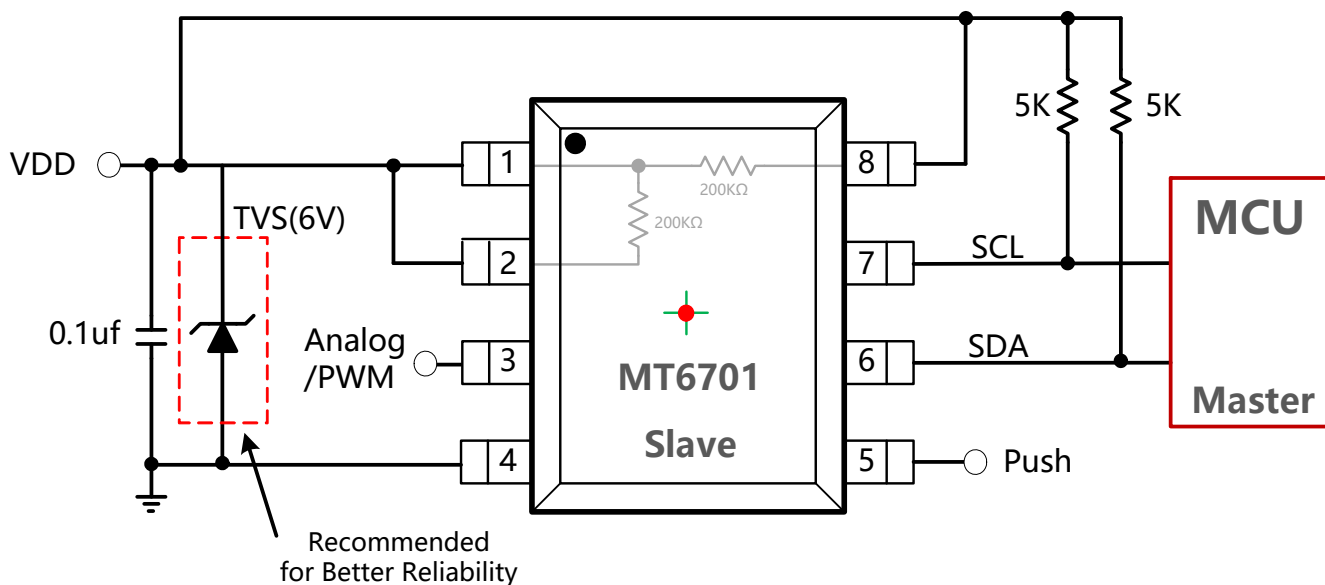 5K
5K
VDD
TVS(6V)
0.1uf
Analog
/PWM
1
2
3
4
200KΩ
200KΩ
MT6701
Slave
8
7
6
5
SCL
SDA
Push
MCU
Master
Recommended
for Better Reliability